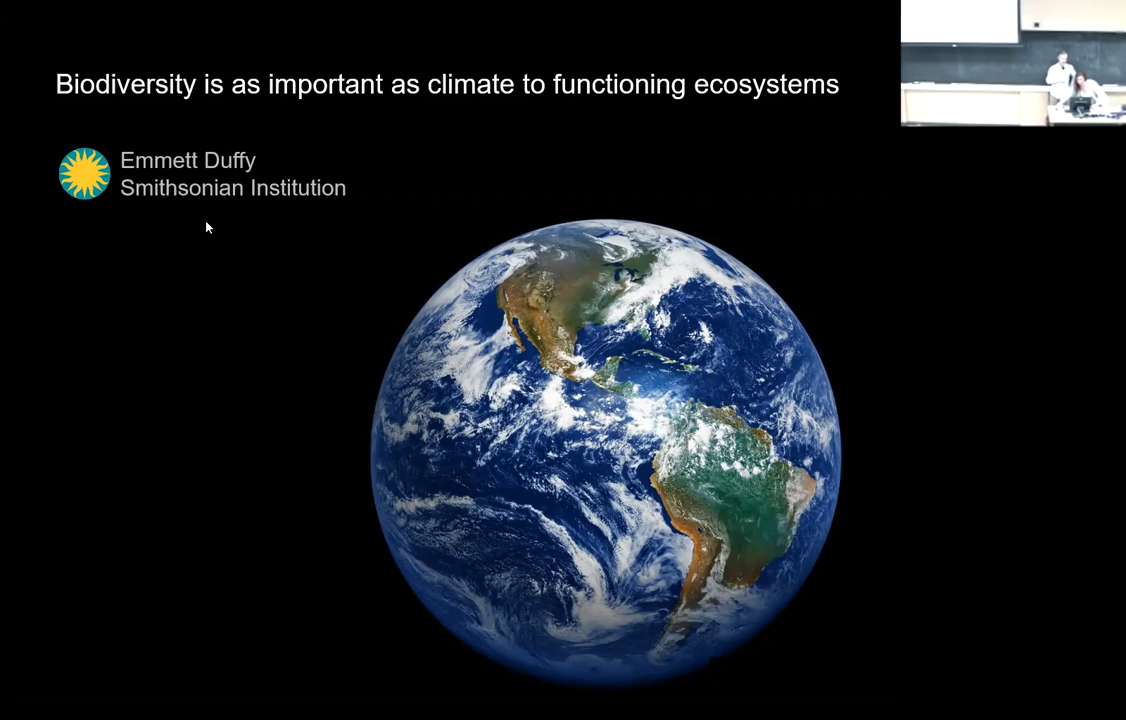 Biodiversity is as important as climate to functioning ecosystems
Emmett Duffy
Smithsonian Institution